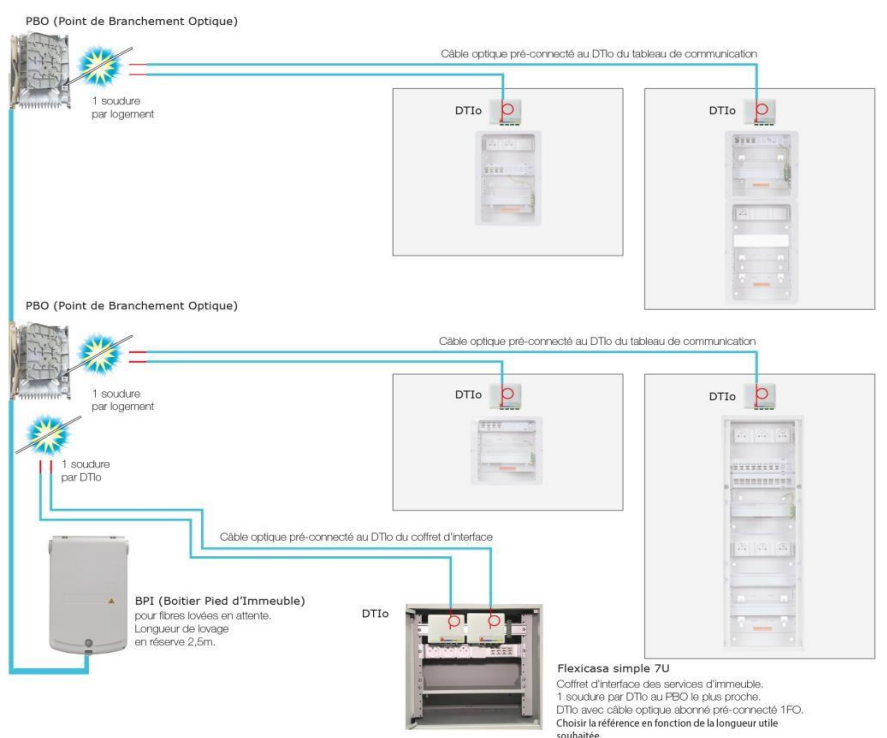 PBO (Point de Branchement Optique)
Câble optique pré-connecté au DTIo du tableau de communication
1 soudure
par logement
DTIo
DTIo
PBO (Point de Branchement Optique)
Câble optique pré-connecté au DTIo du tableau de communication
1 soudure
par logement
DTIo
DTIo
1 soudure
par DTIo
Câble optique pré-connecté au DTIo du coffret d'interface
BPI (Boitier Pied d'Immeuble)
pour fibres lovées en attente.
Longueur de lovage
en réserve 2,5m.
DTIo
Flexicasa simple 7U
Coffret d'interface des services d'immeuble.
1 soudure par DTIo au PBO le plus proche.
DTIo avec câble optique abonné pré-connecté 1FO.
Choisir la référence en fonction de la longueur utile
souhaitée.